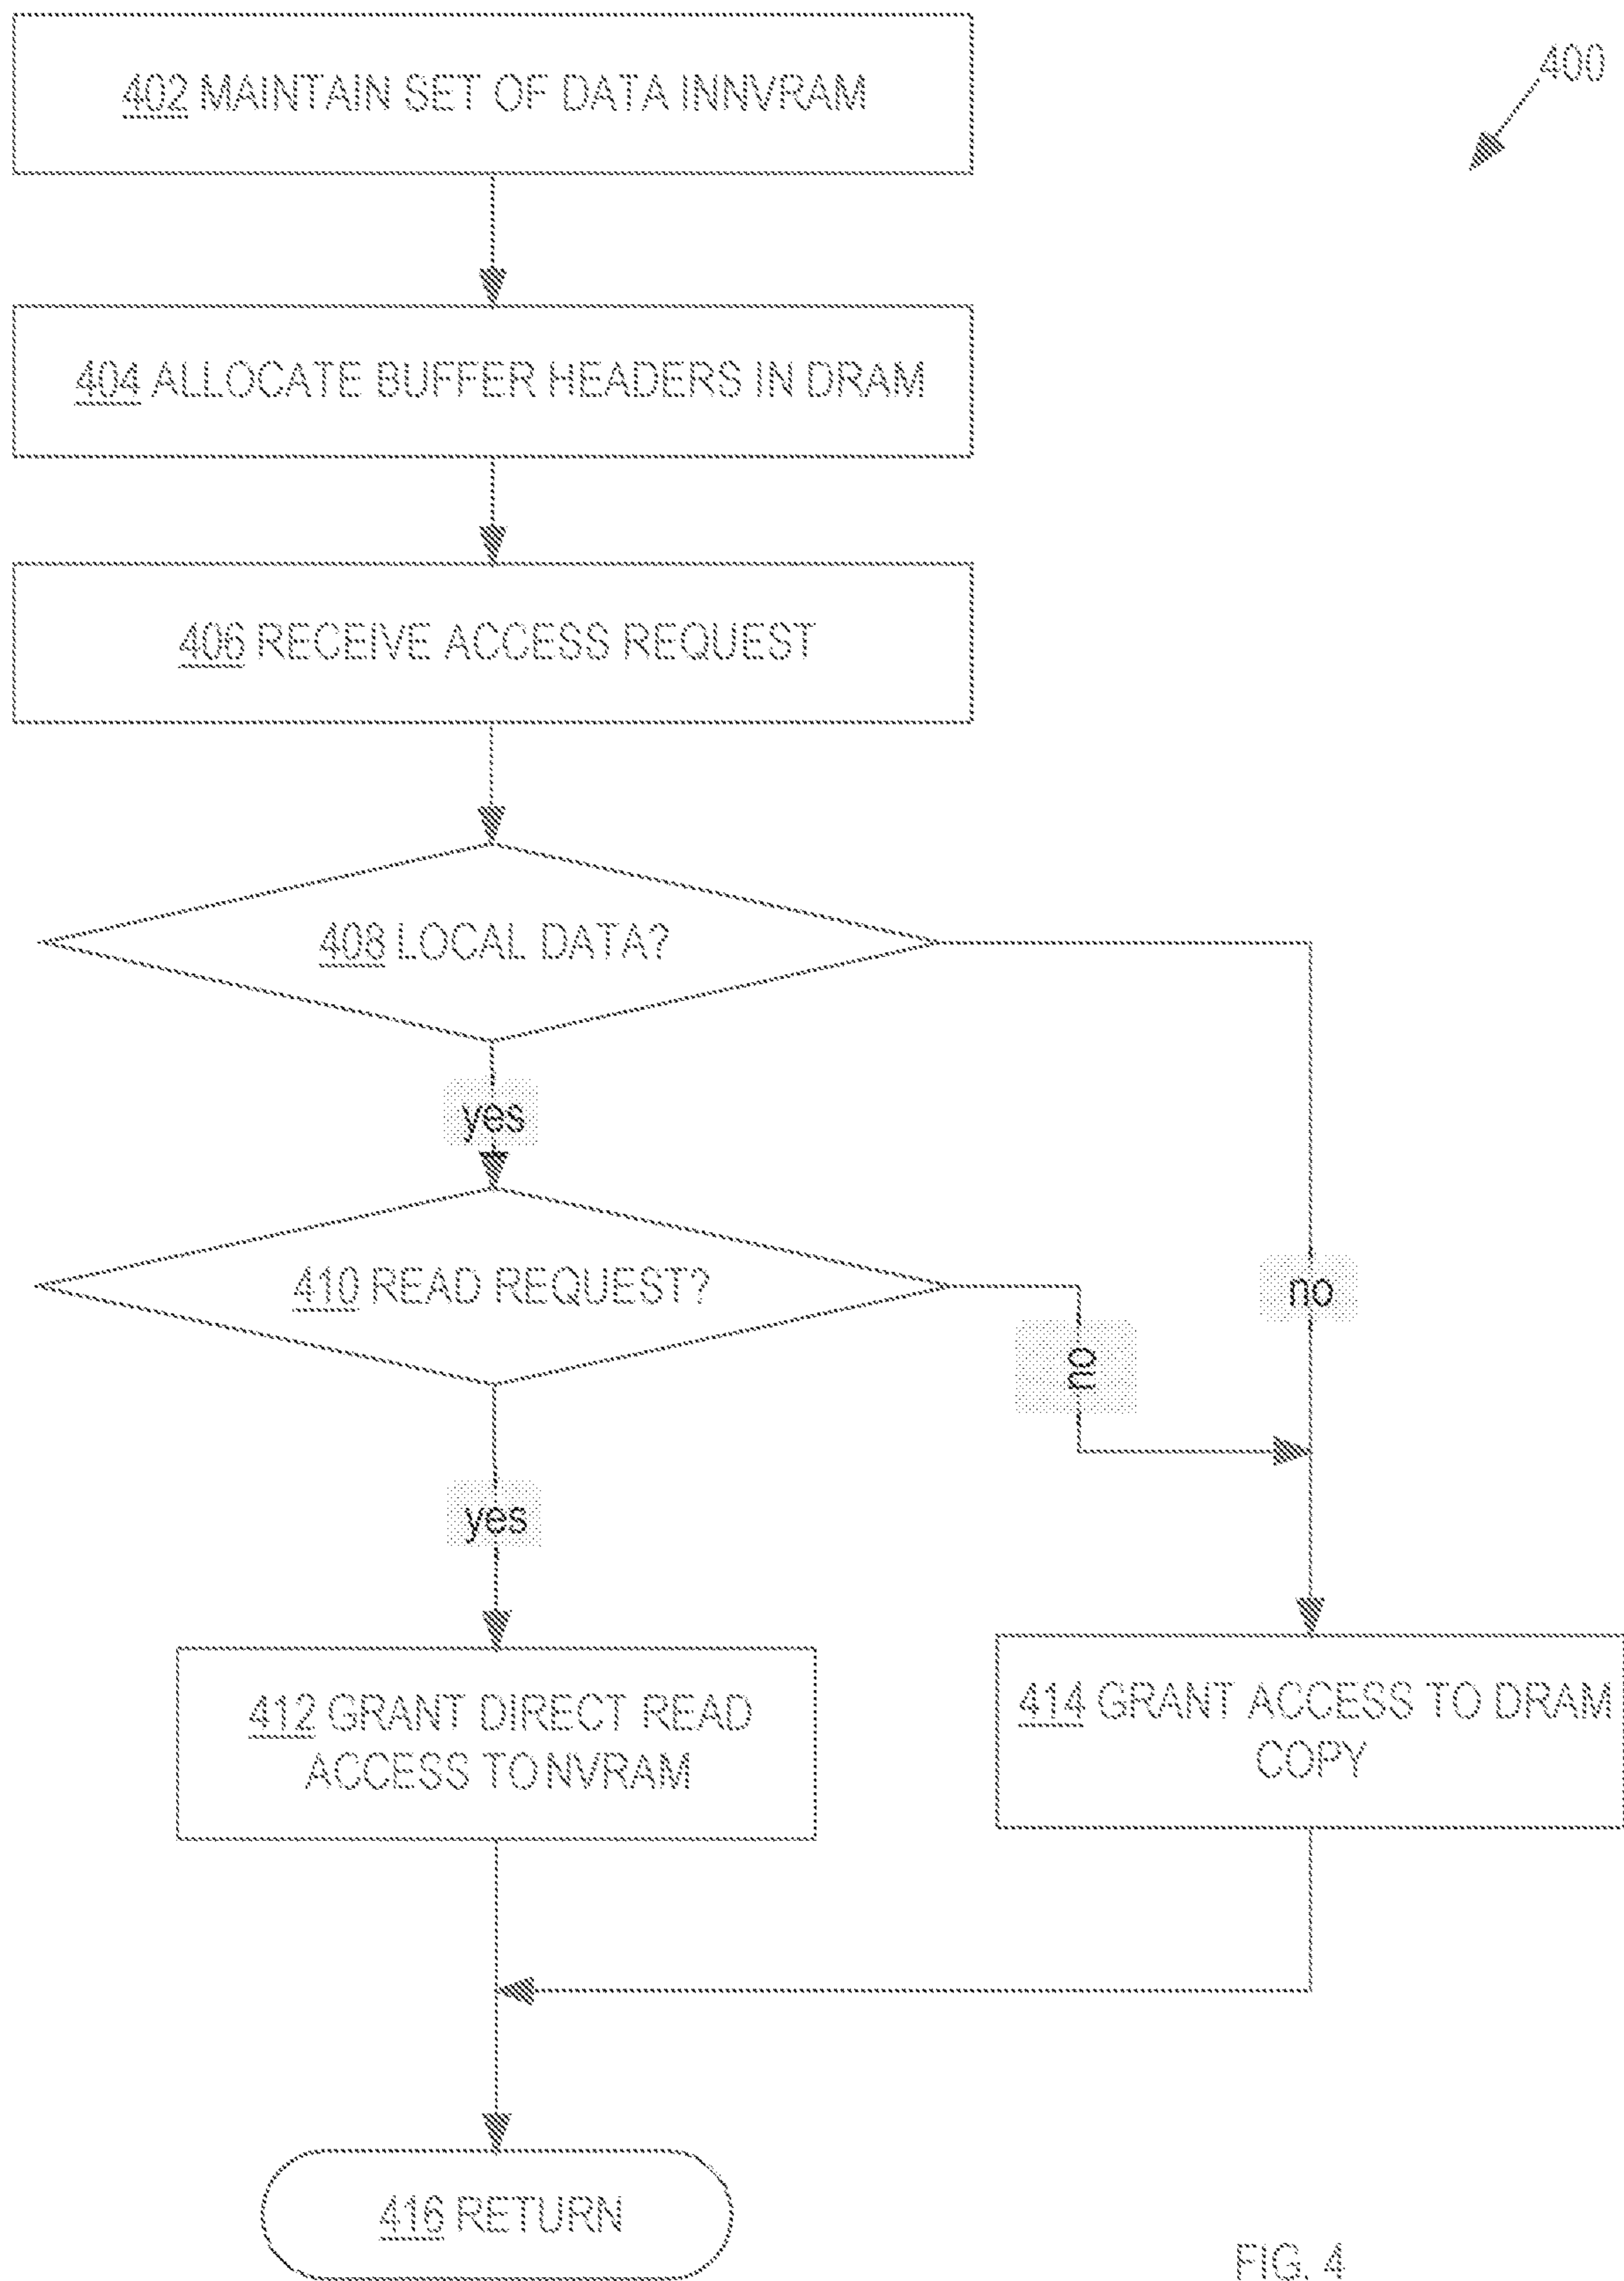 400
402 MAINTAIN SET OF DATA INNVRAM
404 ALLOCATE BUFFER HEADERS IN DRAM
406 RECEIVE ACCESS REQUEST
408 LOCAL DATA?
yes
410 READ REQUEST?
no
no
yes
412 GRANT DIRECT READ
ACCESS TO NVRAM
414 GRANT ACCESS TO DRAM
COPY
416 RETURN
FIG. 4